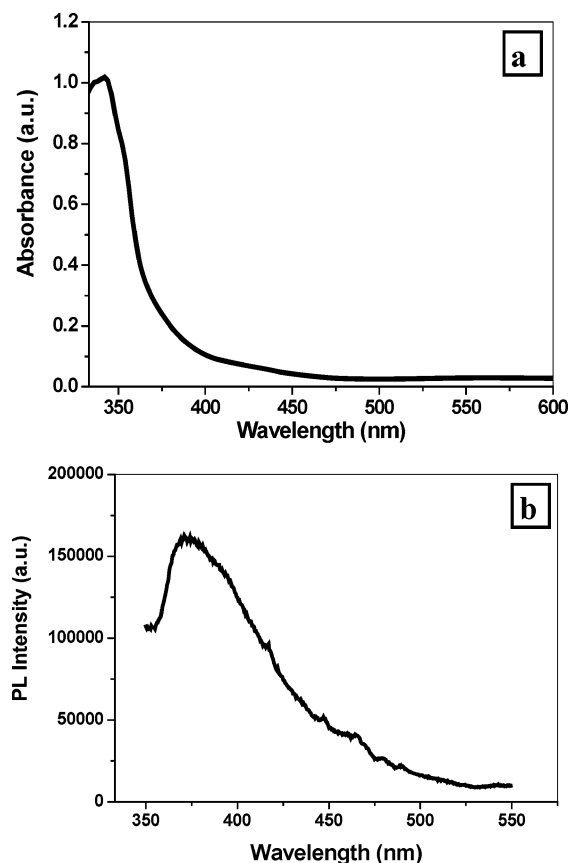 1.2
a
1.0
0.8
0.6
0.4
0.2
0.0
Absorbance (a.u.)
350 400 450 500 550 600
Wavelength (nm)
200000
b
150000
100000
50000
0
PL Intensity (a.u.)
350 400 450 500 550
Wavelength (nm)